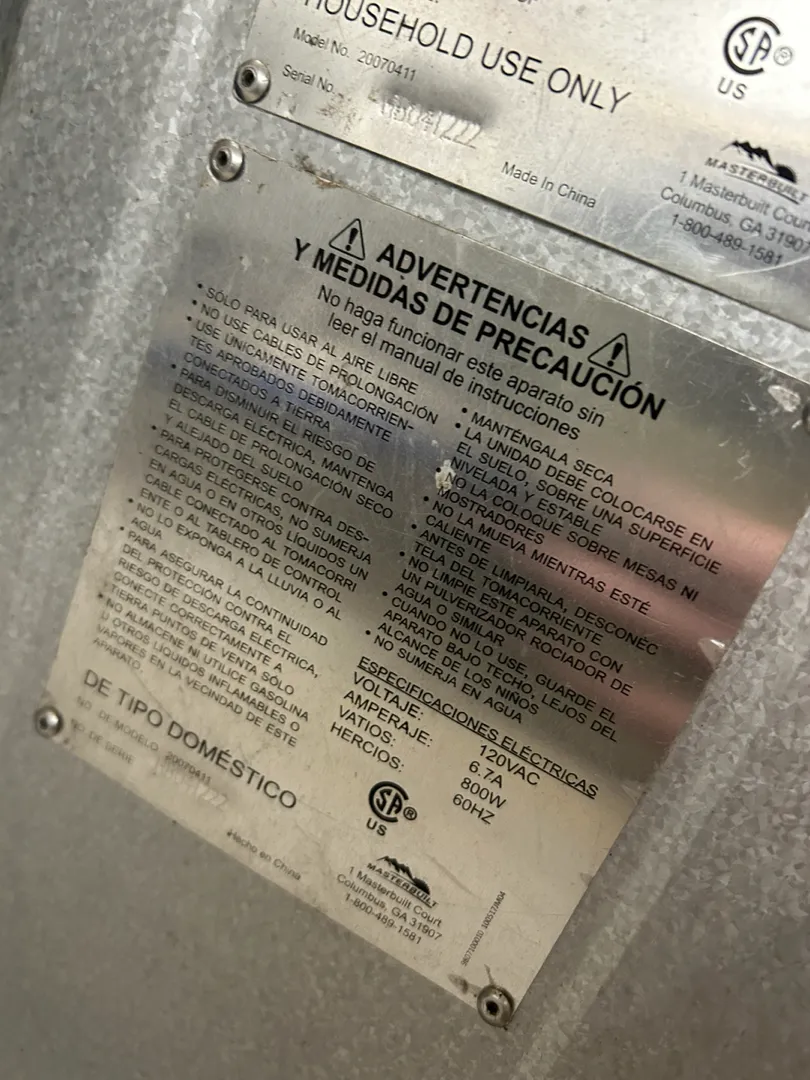 HOUSEHOLD USE ONLY
Model No. 20070411
Serial No.
Made In China
SA ®
US
MASTERBUILT
1 Masterbuilt Court
Columbus, GA 31907
1-800-489-1581
ADVERTENCIAS
Y MEDIDAS DE PRECAUCIÓN
No haga funcionar este aparato sin
leer el manual de instrucciones
• SÓLO PARA USAR AL AIRE LIBRE
• NO USE CABLES DE PROLONGACIÓN
• USE ÚNICAMENTE TOMACORRIEN-
TES APROBADOS DEBIDAMENTE
CONECTADOS A TIERRA
• PARA DISMINUIR EL RIESGO DE
DESCARGA ELÉCTRICA, MANTENGA
EL CABLE DE PROLONGACIÓN SECO
Y ALEJADO DEL SUELO
• PARA PROTEGERSE CONTRA DES-
CARGAS ELÉCTRICAS, NO SUMERJA
EN AGUA O EN OTROS LÍQUIDOS UN
CABLE CONECTADO AL TOMACORRI
ENTE O AL TABLERO DE CONTROL
• NO LO EXPONGA A LA LLUVIA O AL
AGUA
• PARA ASEGURAR LA CONTINUIDAD
DEL PROTECCIÓN CONTRA EL
RIESGO DE DESCARGA ELÉCTRICA,
CONECTE CORRECTAMENTE A
TIERRA PUNTOS DE VENTA SÓLO
• NO ALMACENE NI UTILICE GASOLINA
U OTROS LÍQUIDOS INFLAMABLES O
VAPORES EN LA VECINDAD DE ESTE
APARATO
• MANTÉNGALA SECA
• LA UNIDAD DEBE COLOCARSE EN
EL SUELO, SOBRE UNA SUPERFICIE
NIVELADA Y ESTABLE
• NO LA COLOQUE SOBRE MESAS NI
MOSTRADORES
• NO LA MUEVA MIENTRAS ESTÉ
CALIENTE
• ANTES DE LIMPIARLA, DESCONÉC
TELA DEL TOMACORRIENTE
• NO LIMPIE ESTE APARATO CON
UN PULVERIZADOR ROCIADOR DE
AGUA O SIMILAR
• CUANDO NO LO USE, GUARDE EL
APARATO BAJO TECHO, LEJOS DEL
ALCANCE DE LOS NIÑOS
• NO SUMERJA EN AGUA
ESPECIFICACIONES ELÉCTRICAS
VOLTAJE: 120VAC
AMPERAJE: 6.7A
VATIOS: 800W
HERCIOS: 60HZ
DE TIPO DOMÉSTICO
NO. DE MODELO 20070411
NO. DE SERIE
Hecho en China
SA ®
US
MASTERBUILT
1 Masterbuilt Court
Columbus, GA 31907
1-800-489-1581